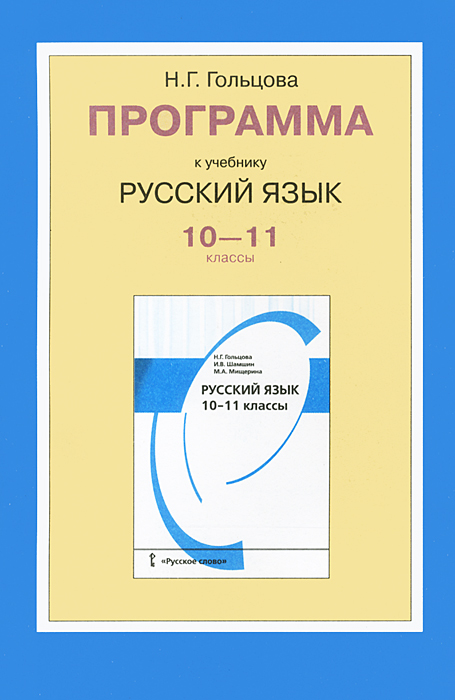 Н.Г. Гольцова
ПРОГРАММА
к учебнику
РУССКИЙ ЯЗЫК
10—11
классы
Н.Г. Гольцова
И.В. Шамшин
М.А. Мищерина
РУССКИЙ ЯЗЫК
10–11 классы
«Русское слово»